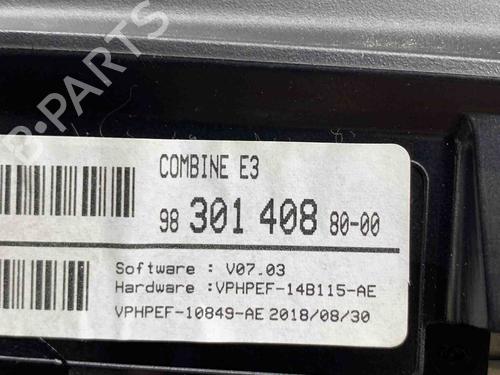 B-PARTS
COMBINE E3
98 301 408 80-00
Software : V07.03
Hardware :VPHPEF-14B115-AE
VPHPEF-10849-AE 2018/08/30